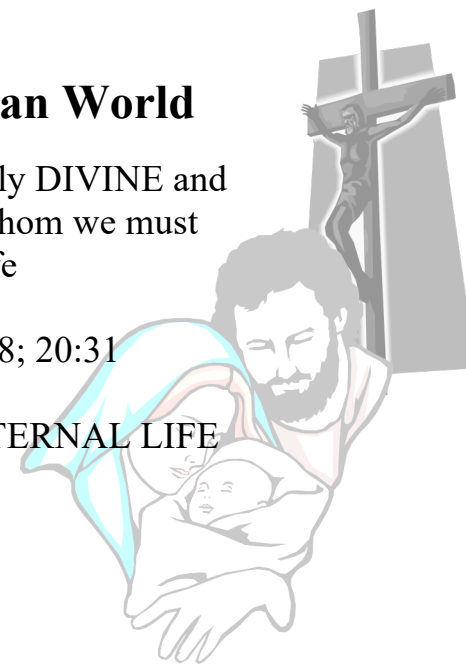 an World
ly DIVINE and
hom we must
fe
8; 20:31
TERNAL LIFE